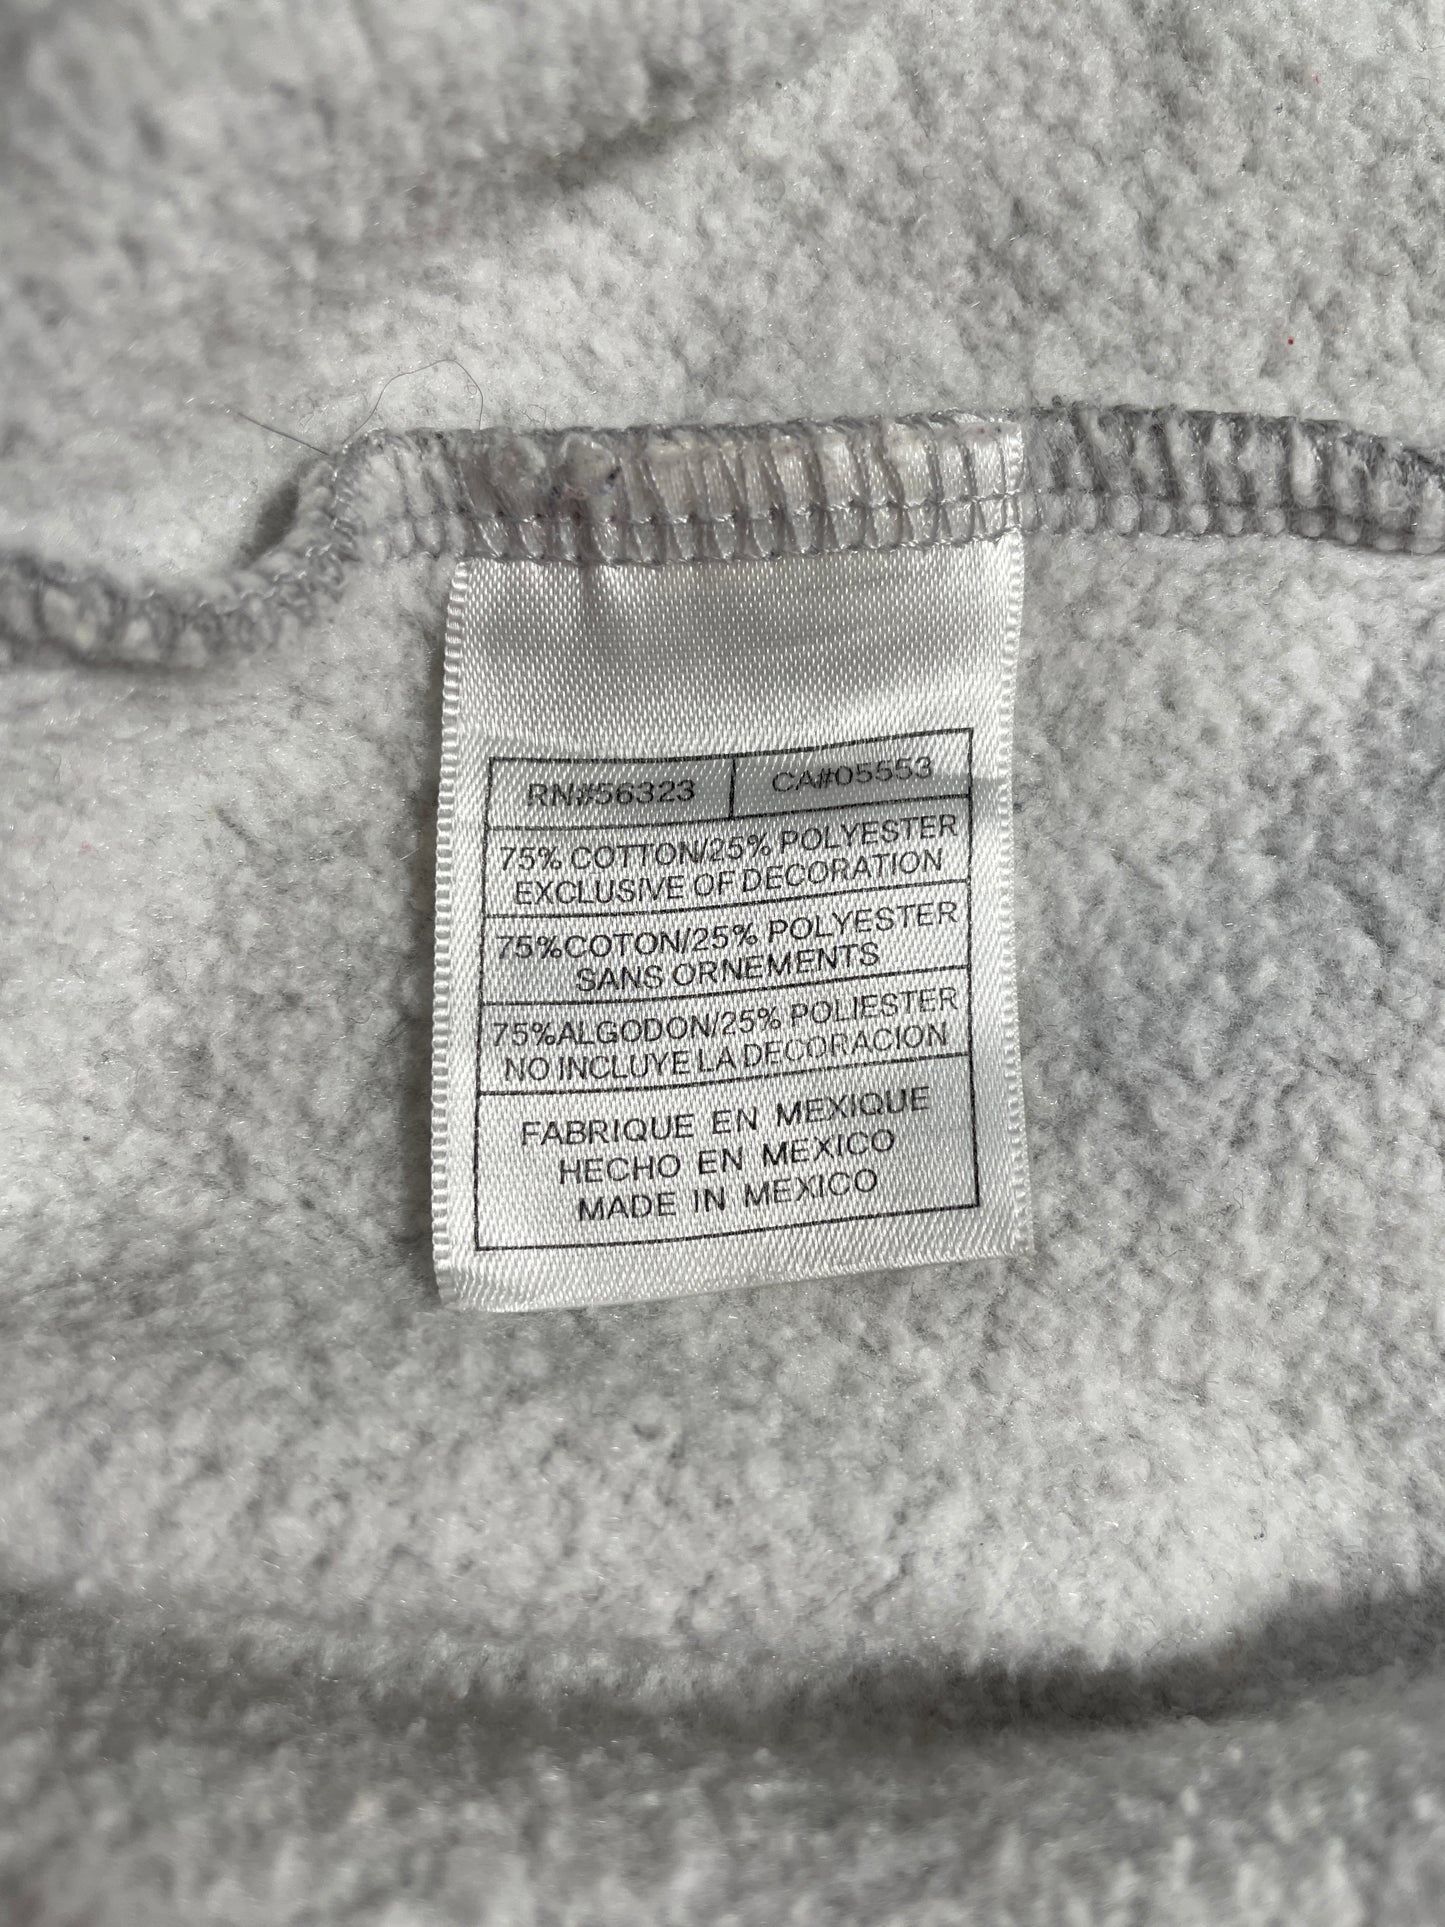 RN#56323 CA#05553
75% COTTON/25% POLYESTER
EXCLUSIVE OF DECORATION
75%COTON/25% POLYESTER
SANS ORNEMENTS
75%ALGODON/25% POLIESTER
NO INCLUYE LA DECORACION
FABRIQUE EN MEXIQUE
HECHO EN MEXICO
MADE IN MEXICO